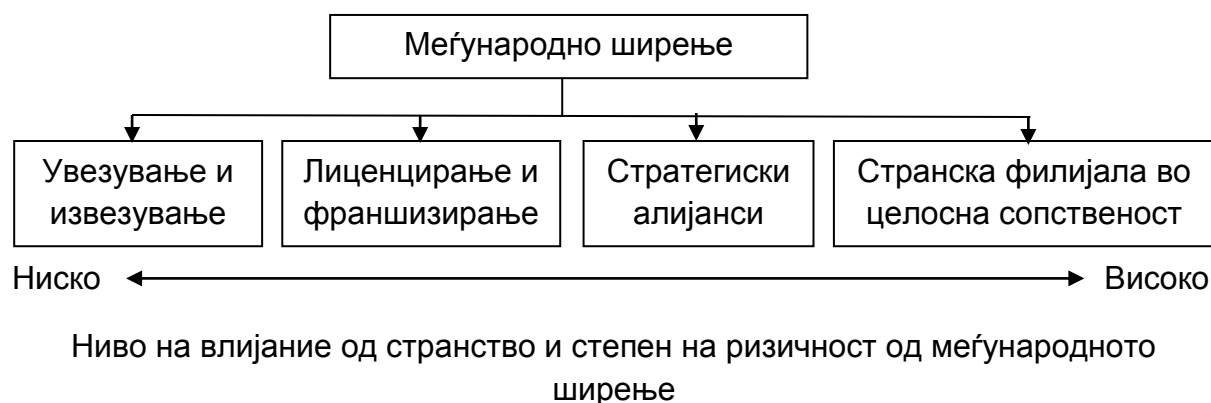 Меѓународно ширење
Увезување и
извезување
Лиценцирање и
франшизирање
Стратегиски
алијанси
Странска филијала во
целосна сопственост
Ниско
Високо
Ниво на влијание од странство и степен на ризичност од меѓународното
ширење